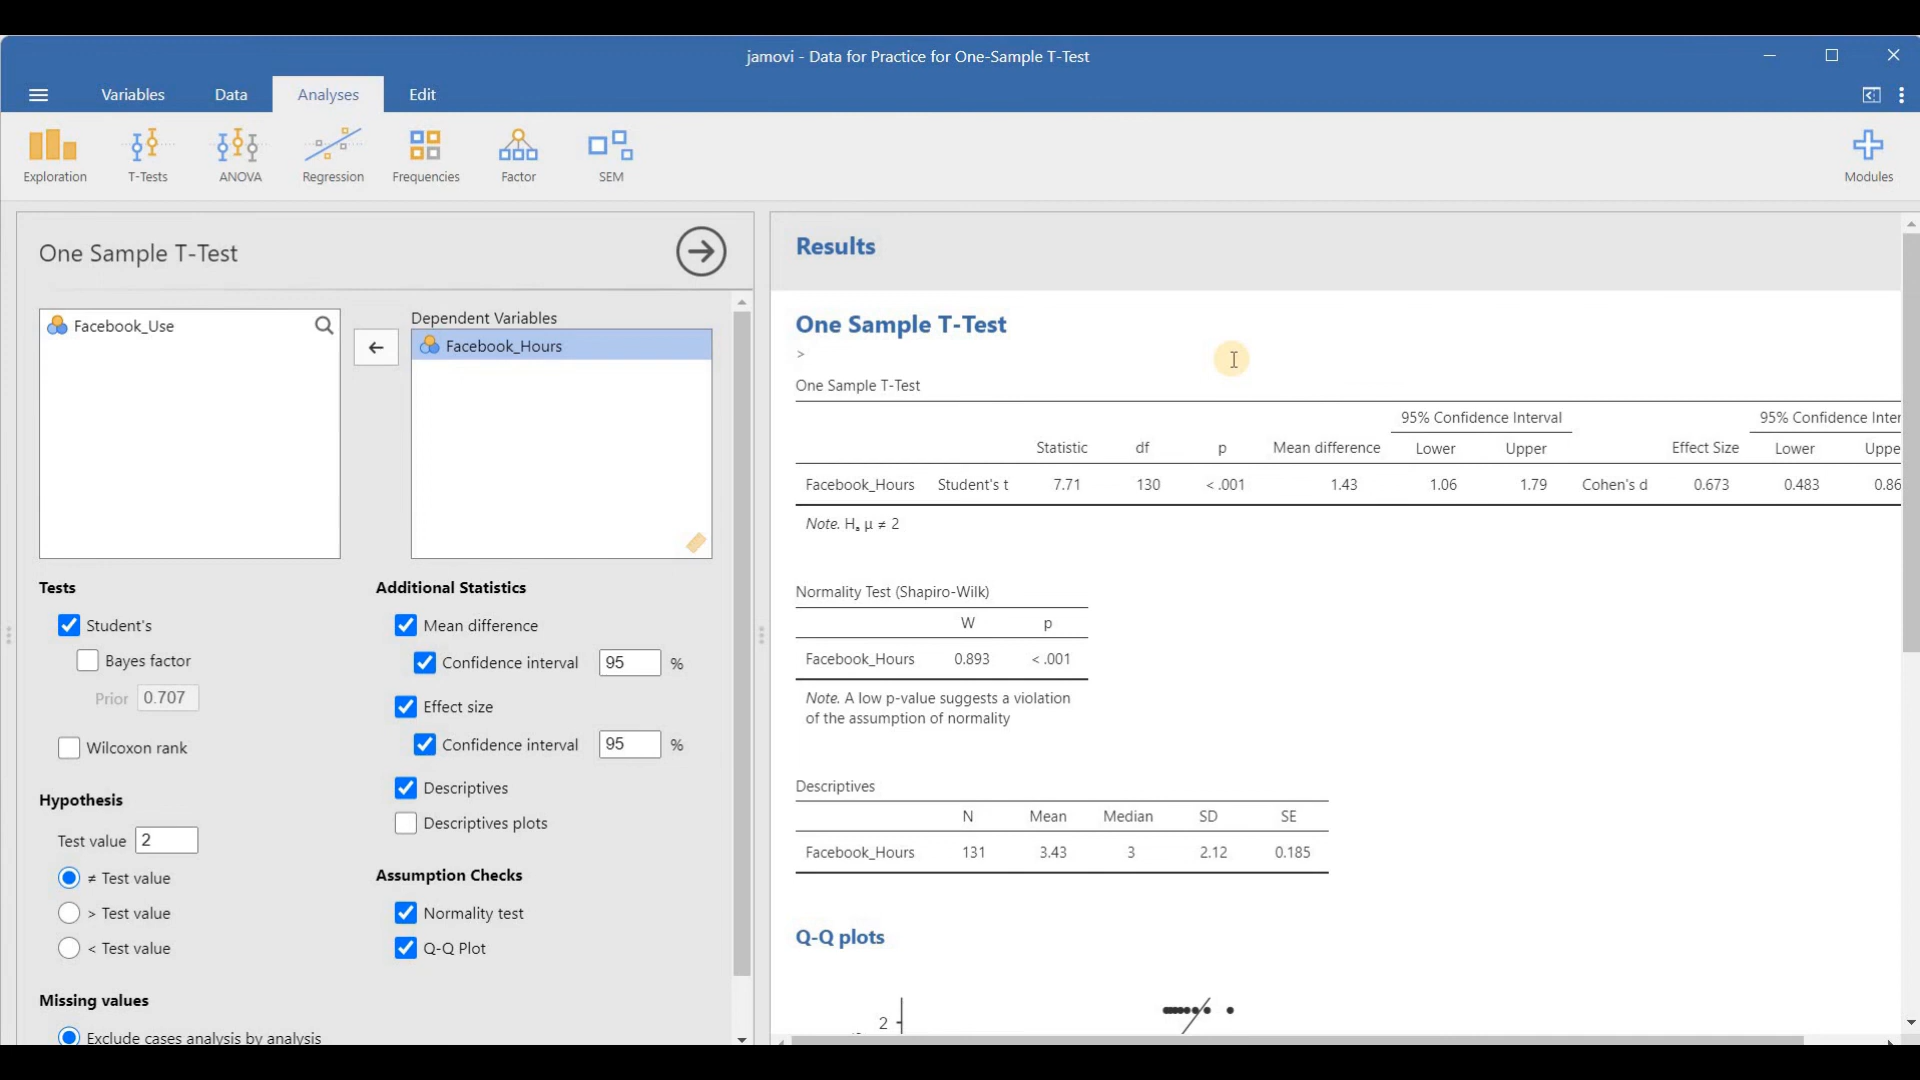 jamovi - Data for Practice for One-Sample T-Test
Variables Data Analyses Edit
Exploration T-Tests ANOVA Regression Frequencies Factor SEM Modules
One Sample T-Test
Facebook_Use
Dependent Variables
Facebook_Hours
Tests
Student's
Bayes factor
Prior 0.707
Wilcoxon rank
Hypothesis
Test value 2
≠ Test value
> Test value
< Test value
Missing values
Exclude cases analysis by analysis
Additional Statistics
Mean difference
Confidence interval 95 %
Effect size
Confidence interval 95 %
Descriptives
Descriptives plots
Assumption Checks
Normality test
Q-Q Plot
Results
One Sample T-Test
>
One Sample T-Test
95% Confidence Interval 95% Confidence Inter
Statistic df p Mean difference Lower Upper Effect Size Lower Uppe
Facebook_Hours Student's t 7.71 130 < .001 1.43 1.06 1.79 Cohen's d 0.673 0.483 0.86
Note. Hₐ μ ≠ 2
Normality Test (Shapiro-Wilk)
W p
Facebook_Hours 0.893 < .001
Note. A low p-value suggests a violation
of the assumption of normality
Descriptives
N Mean Median SD SE
Facebook_Hours 131 3.43 3 2.12 0.185
Q-Q plots
2